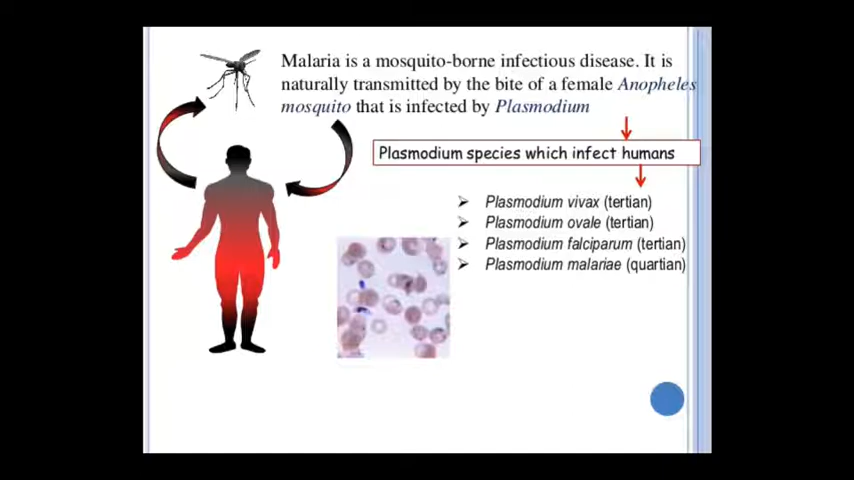 Malaria is a mosquito-borne infectious disease. It is
naturally transmitted by the bite of a female Anopheles
mosquito that is infected by Plasmodium
Plasmodium species which infect humans
➢ Plasmodium vivax (tertian)
➢ Plasmodium ovale (tertian)
➢ Plasmodium falciparum (tertian)
➢ Plasmodium malariae (quartian)